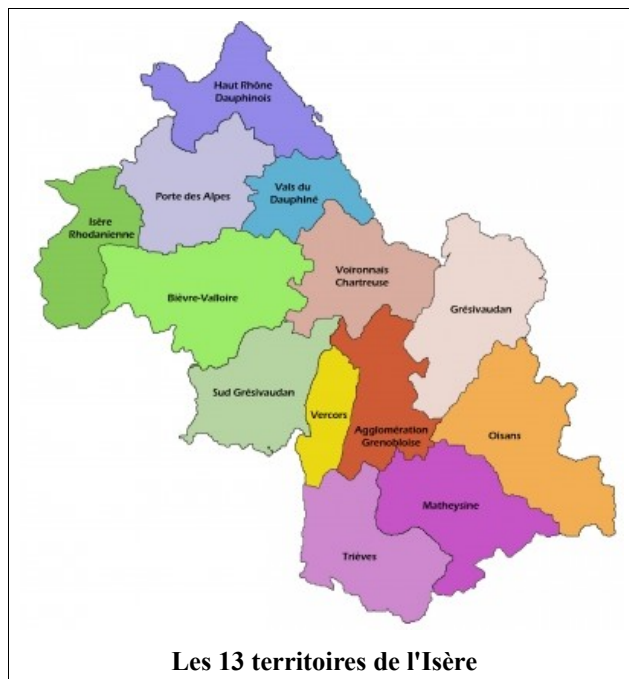 Haut Rhône
Dauphinois
Porte des Alpes
Vals du
Dauphiné
Isère
Rhodanienne
Bièvre-Valloire
Voironnais
Chartreuse
Grésivaudan
Sud Grésivaudan
Vercors
Agglomération
Grenobloise
Oisans
Matheysine
Trièves
Les 13 territoires de l'Isère